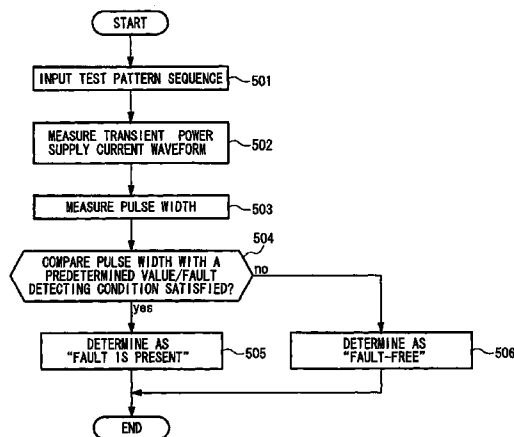 START
INPUT TEST PATTERN SEQUENCE
501
MEASURE TRANSIENT POWER
SUPPLY CURRENT WAVEFORM
502
MEASURE PULSE WIDTH
503
504
COMPARE PULSE WIDTH WITH A
PREDETERMINED VALUE/FAULT
DETECTING CONDITION SATISFIED?
no
yes
DETERMINE AS
"FAULT IS PRESENT"
505
DETERMINE AS
"FAULT-FREE"
506
END